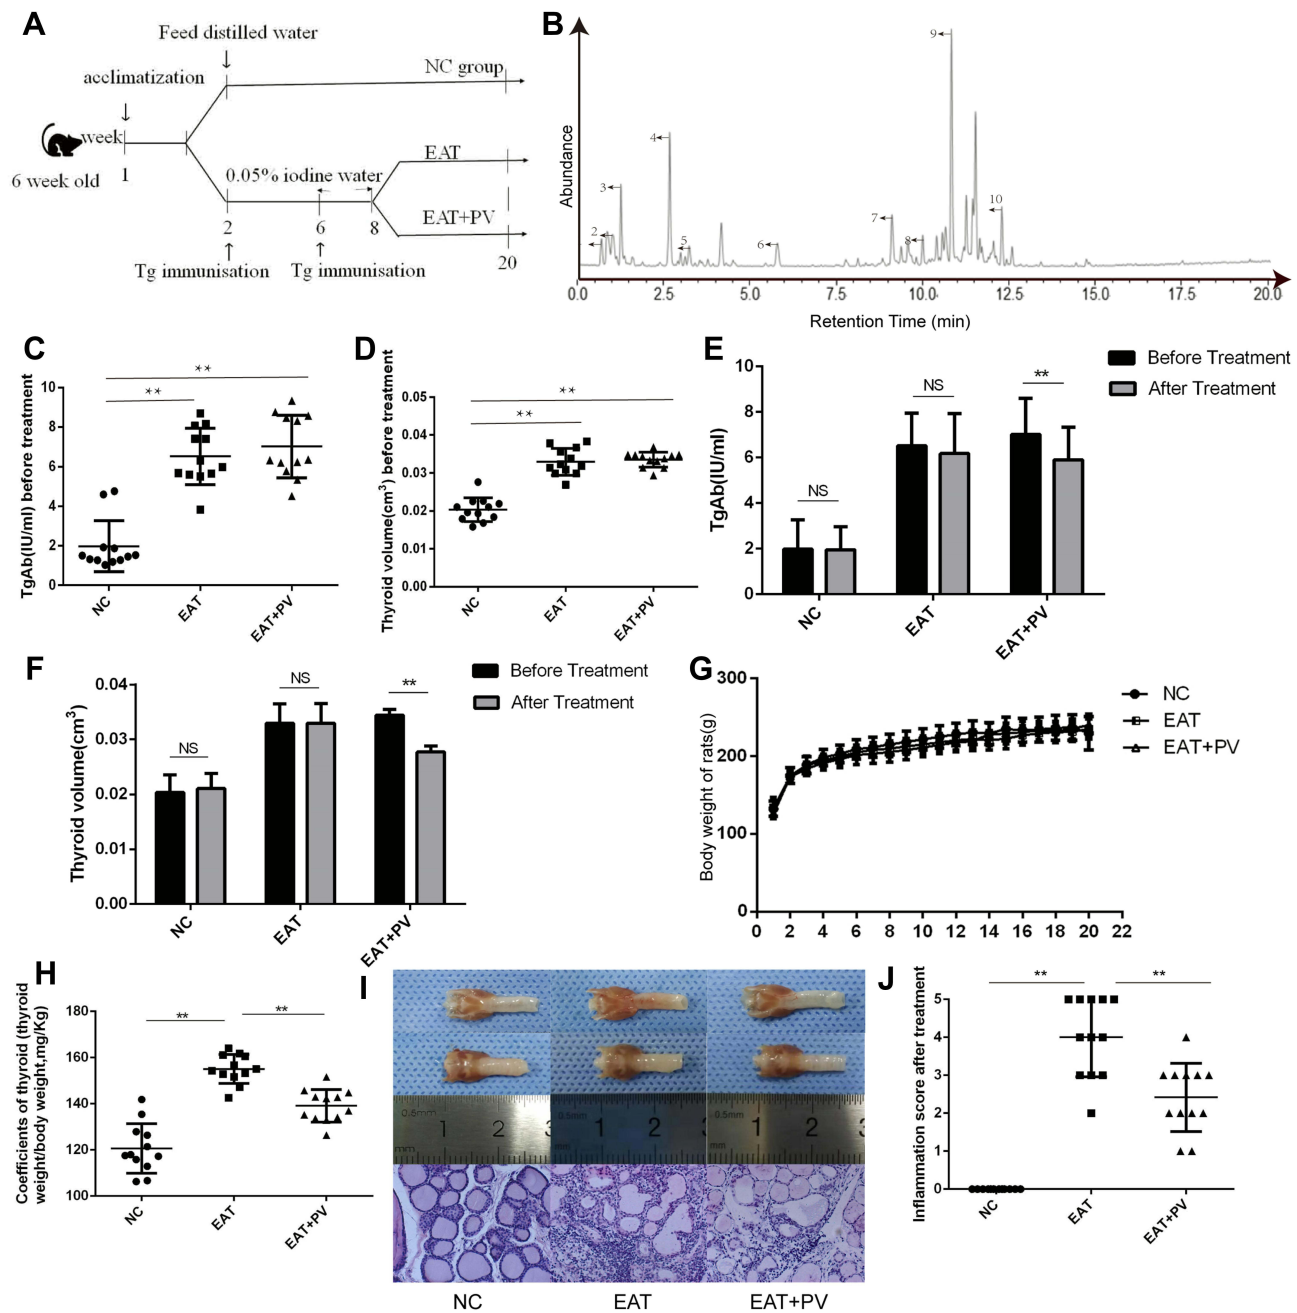 A
Feed distilled water
acclimatization
NC group
week
6 week old
1
EAT
0.05% iodine water
EAT+PV
2
6
8
20
Tg immunisation
Tg immunisation
B
Abundance
2
3
4
5
6
7
8
9
10
0.0 2.5 5.0 7.5 10.0 12.5 15.0 17.5 20.0
Retention Time (min)
C
TgAb(IU/ml) before treatment
10
8
6
4
2
0
**
**
NC EAT EAT+PV
D
Thyroid volume(cm³) before treatment
0.05
0.04
0.03
0.02
0.01
0.00
**
**
NC EAT EAT+PV
E
TgAb(IU/ml)
10
8
6
4
2
0
NS
NS
**
NC EAT EAT+PV
Before Treatment
After Treatment
F
Thyroid volume(cm³)
0.04
0.03
0.02
0.01
0.00
NS
NS
**
NC EAT EAT+PV
Before Treatment
After Treatment
G
Body weight of rats(g)
300
200
100
0
0 2 4 6 8 10 12 14 16 18 20 22
NC
EAT
EAT+PV
H
Coefficients of thyroid (thyroid
weight/body weight,mg/Kg)
180
160
140
120
100
**
**
NC EAT EAT+PV
I
0.5mm
1 2 3
mm
0.5mm
1 2
mm
0.5mm
1 2
mm
NC EAT EAT+PV
J
Inflammation score after treatment
5
4
3
2
1
0
**
**
NC EAT EAT+PV